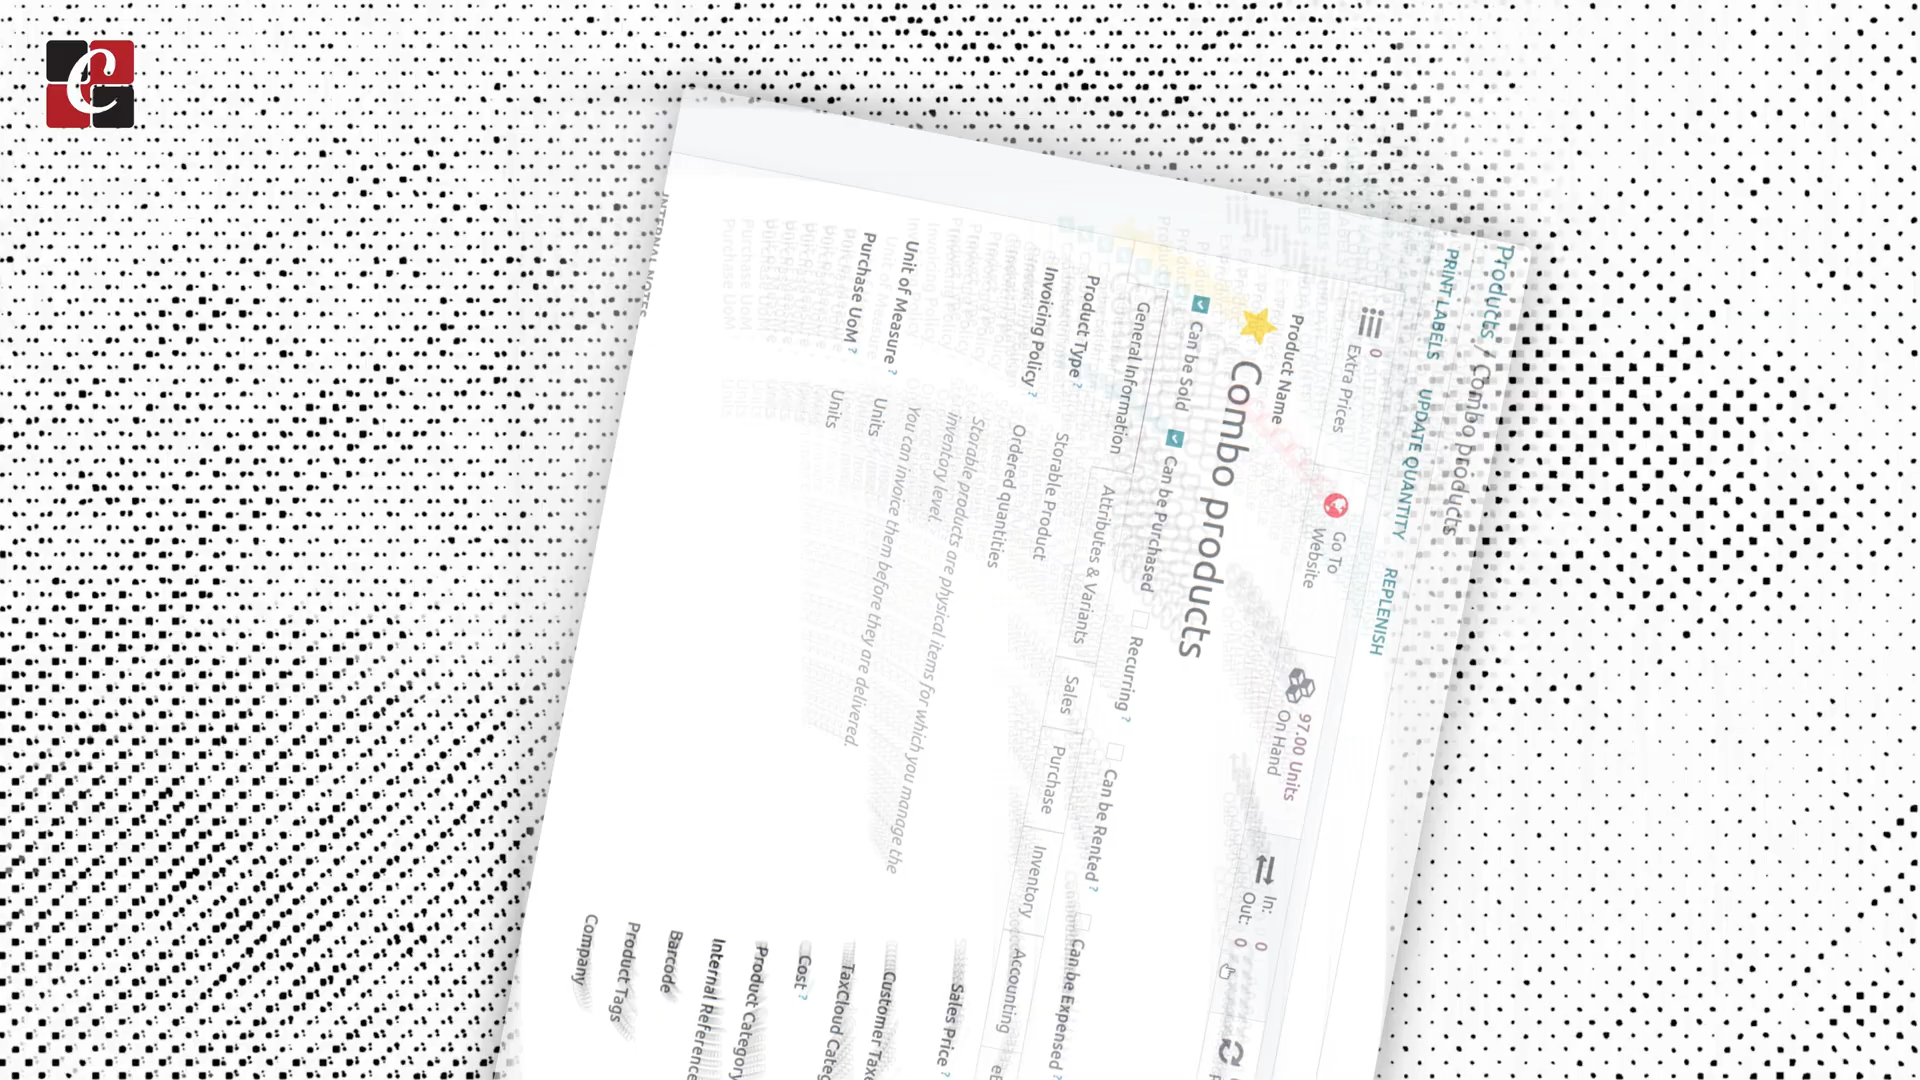 Products / Combo products
PRINT LABELS UPDATE QUANTITY REPLENISH
0
Extra Prices
Go To
Website
97.00 Units
On Hand
In: 0
Out: 0
Product Name
Combo products
Can be Sold Can be Purchased Recurring ? Can be Rented ? Can be Expensed ?
General Information Attributes & Variants Sales Purchase Inventory Accounting
Product Type ? Storable Product
Invoicing Policy ? Ordered quantities
Storable products are physical items for which you manage the
inventory level.
You can invoice them before they are delivered.
Unit of Measure ? Units
Purchase UoM ? Units
Sales Price ?
Customer Taxe
TaxCloud Categ
Cost ?
Product Category
Internal Reference
Barcode
Product Tags
Company
INTERNAL NOTES